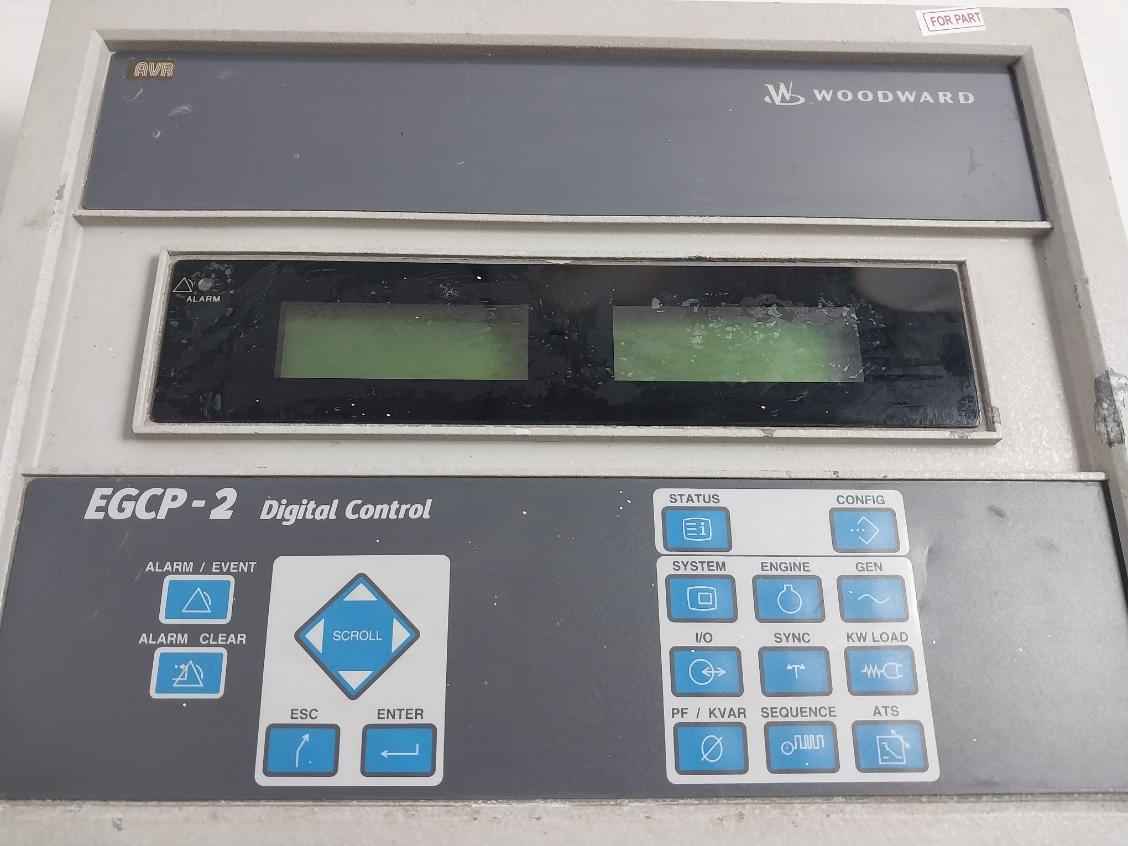 FOR PART
AVR
WOODWARD
ALARM
EGCP-2 Digital Control
STATUS
CONFIG
ALARM / EVENT
SYSTEM
ENGINE
GEN
ALARM CLEAR
SCROLL
I/O
SYNC
KW LOAD
ESC
ENTER
PF / KVAR
SEQUENCE
ATS